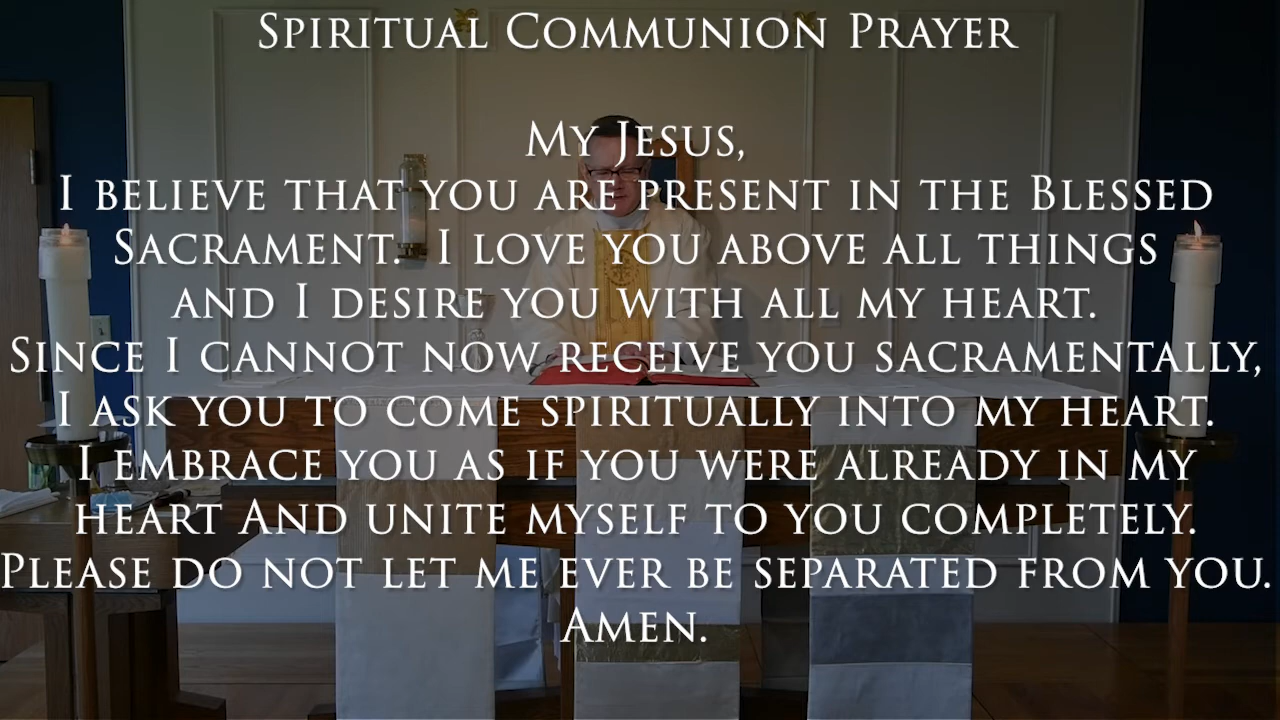 Spiritual Communion Prayer
My Jesus,
I believe that you are present in the Blessed
Sacrament. I love you above all things
and I desire you with all my heart.
Since I cannot now receive you sacramentally,
I ask you to come spiritually into my heart.
I embrace you as if you were already in my
heart And unite myself to you completely.
Please do not let me ever be separated from you.
Amen.